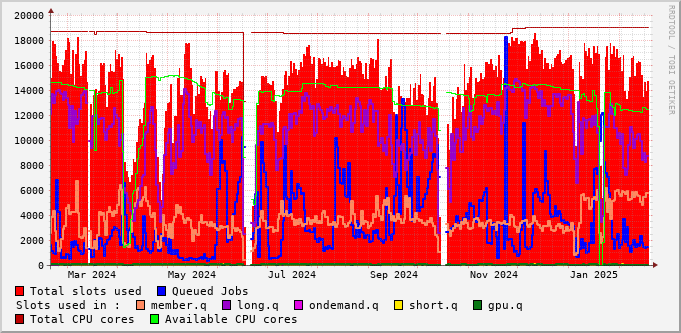 RRDTOOL / TOBI OETIKER
20000
18000
16000
14000
12000
10000
8000
6000
4000
2000
0
Mar 2024 May 2024 Jul 2024 Sep 2024 Nov 2024 Jan 2025
Total slots used Queued Jobs
Slots used in : member.q long.q ondemand.q short.q gpu.q
Total CPU cores Available CPU cores